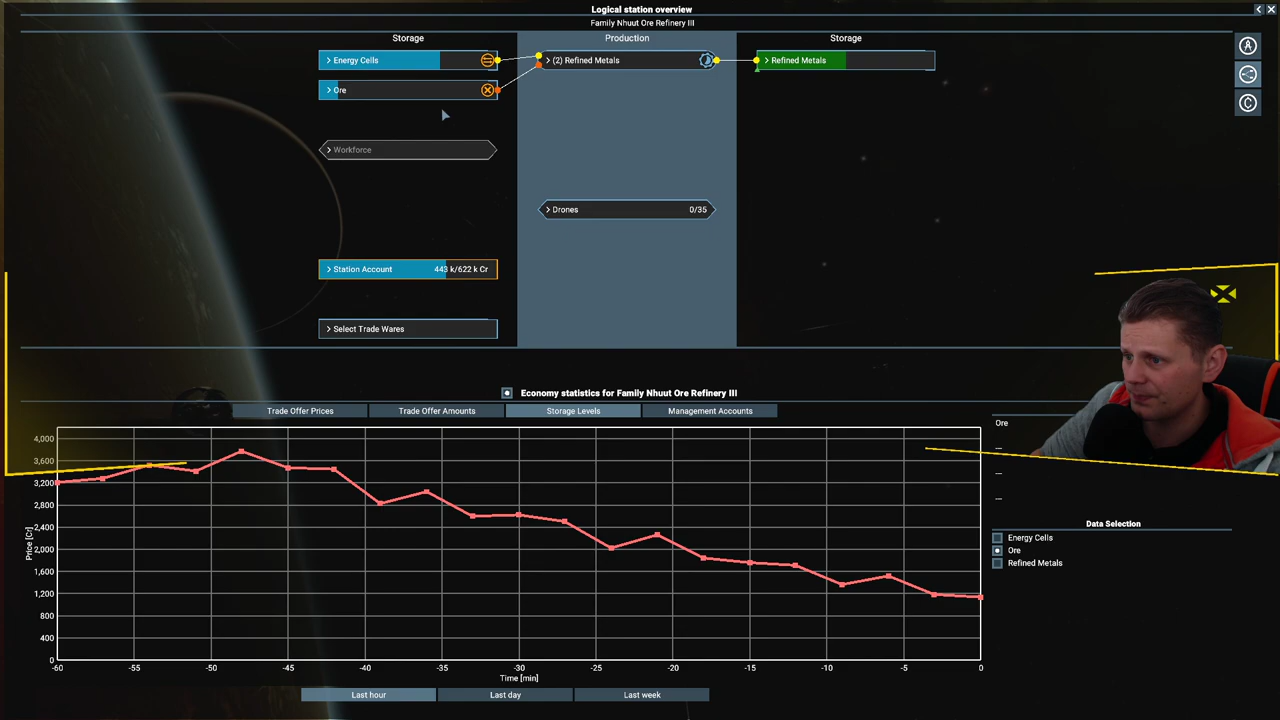 Logical station overview
Family Nhuut Ore Refinery III
Storage
Production
Storage
Energy Cells
(2) Refined Metals
Refined Metals
Ore
Workforce
Drones 0/35
Station Account 443 k/622 k Cr
Select Trade Wares
Economy statistics for Family Nhuut Ore Refinery III
Trade Offer Prices
Trade Offer Amounts
Storage Levels
Management Accounts
Ore
4,000
3,600
3,200
2,800
2,400
2,000
1,600
1,200
800
400
0
Price [Cr]
-60 -55 -50 -45 -40 -35 -30 -25 -20 -15 -10 -5 0
Time [min]
Data Selection
Energy Cells
Ore
Refined Metals
Last hour
Last day
Last week